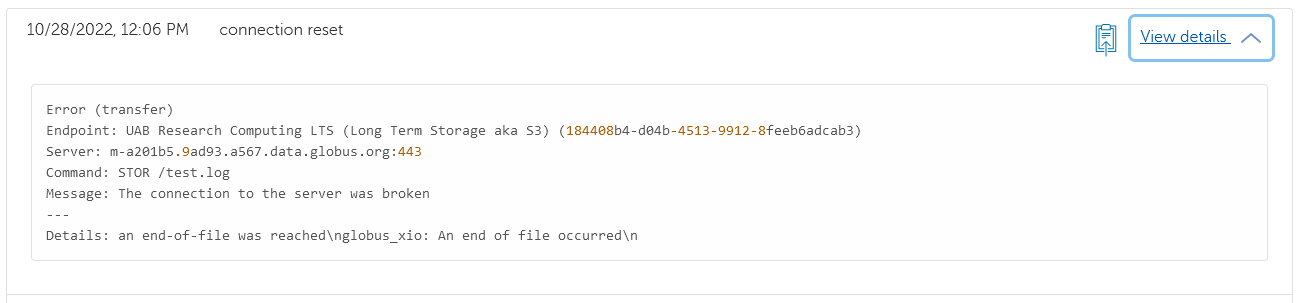 10/28/2022, 12:06 PM connection reset View details
Error (transfer)
Endpoint: UAB Research Computing LTS (Long Term Storage aka S3) (184408b4-d04b-4513-9912-8feeb6adcab3)
Server: m-a201b5.9ad93.a567.data.globus.org:443
Command: STOR /test.log
Message: The connection to the server was broken
---
Details: an end-of-file was reached\nglobus_xio: An end of file occurred\n